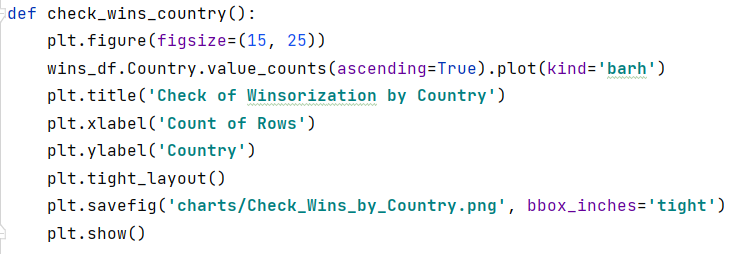 def check_wins_country():
    plt.figure(figsize=(15, 25))
    wins_df.Country.value_counts(ascending=True).plot(kind='barh')
    plt.title('Check of Winsorization by Country')
    plt.xlabel('Count of Rows')
    plt.ylabel('Country')
    plt.tight_layout()
    plt.savefig('charts/Check_Wins_by_Country.png', bbox_inches='tight')
    plt.show()